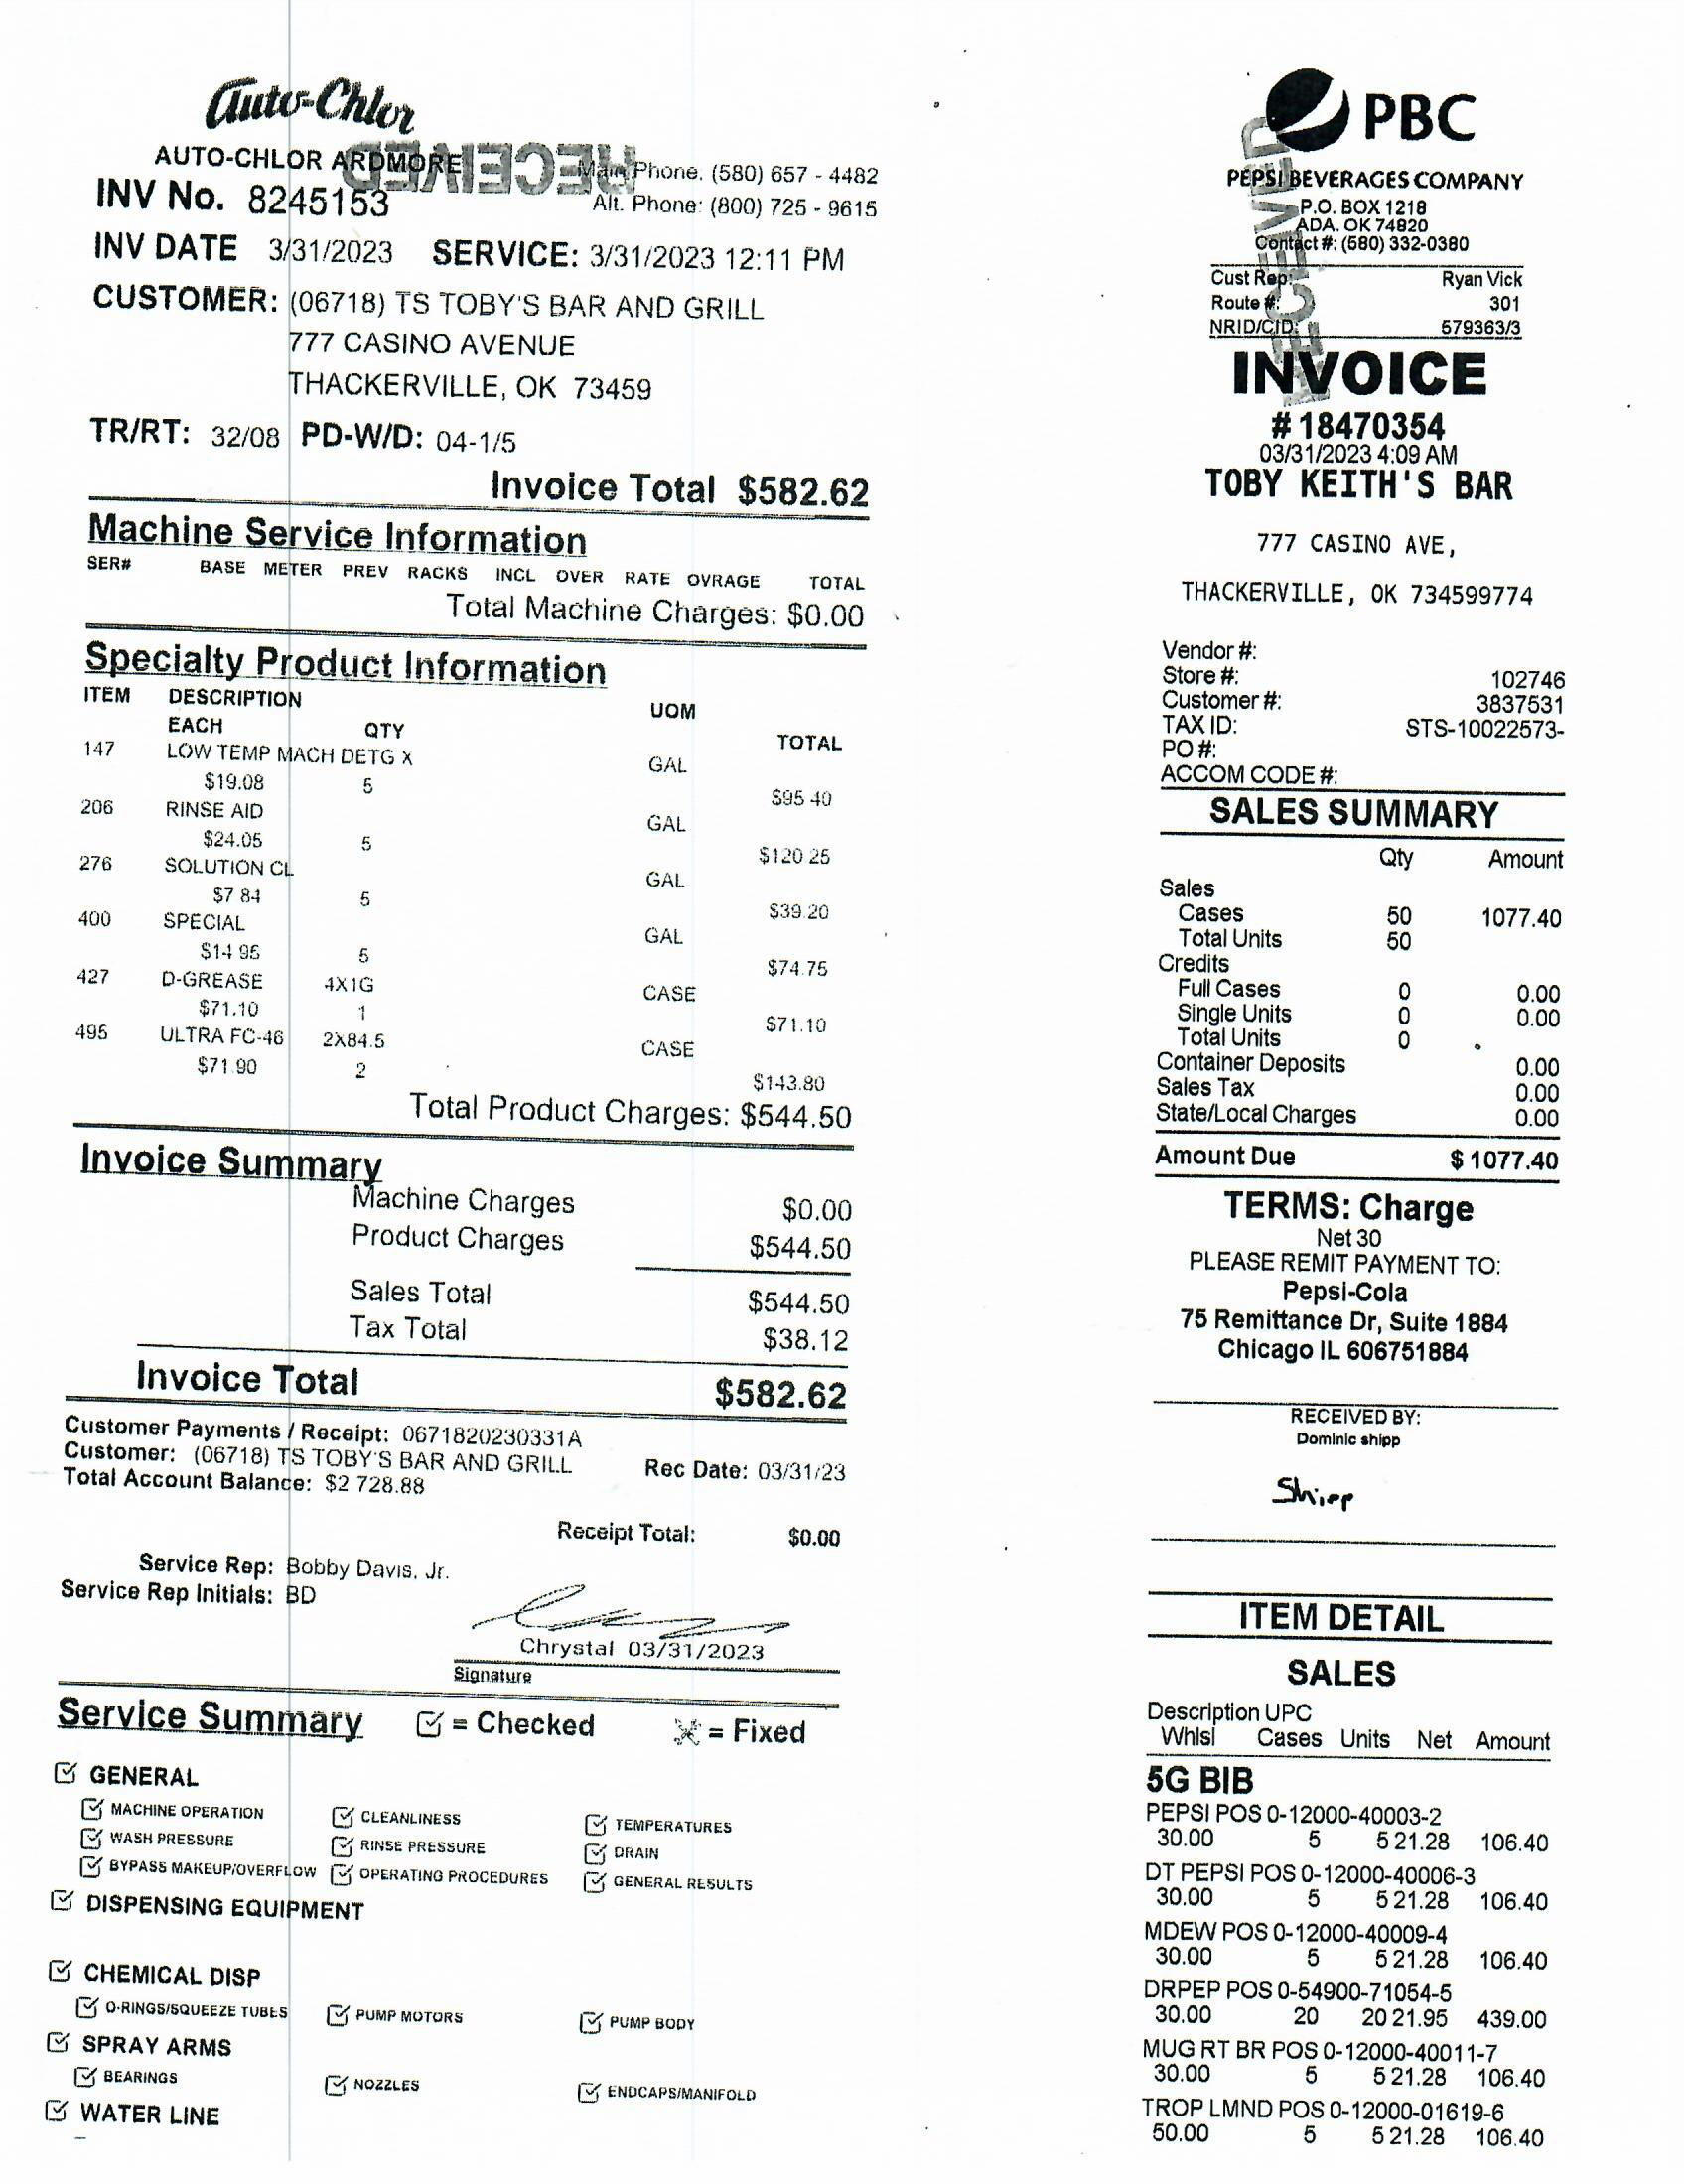 Auto-Chlor
AUTO-CHLOR ARDMORE
RECEIVED
Main Phone. (580) 657 - 4482
INV No. 8245153
Alt. Phone: (800) 725 - 9615
INV DATE 3/31/2023 SERVICE: 3/31/2023 12:11 PM
CUSTOMER: (06718) TS TOBY'S BAR AND GRILL
777 CASINO AVENUE
THACKERVILLE, OK 73459
TR/RT: 32/08 PD-W/D: 04-1/5
Invoice Total $582.62
Machine Service Information
SER# BASE METER PREV RACKS INCL OVER RATE OVRAGE TOTAL
Total Machine Charges: $0.00
Specialty Product Information
ITEM DESCRIPTION UOM
EACH QTY TOTAL
147 LOW TEMP MACH DETG X GAL
$19.08 5 $95 40
206 RINSE AID GAL
$24.05 5 $120 25
276 SOLUTION CL GAL
$7 84 5 $39.20
400 SPECIAL GAL
$14 95 5 $74.75
427 D-GREASE 4X1G CASE
$71.10 1 $71.10
495 ULTRA FC-46 2X84.5 CASE
$71.90 2 $143.80
Total Product Charges: $544.50
Invoice Summary
Machine Charges $0.00
Product Charges $544.50
Sales Total $544.50
Tax Total $38.12
Invoice Total $582.62
Customer Payments / Receipt: 0671820230331A
Customer: (06718) TS TOBY'S BAR AND GRILL Rec Date: 03/31/23
Total Account Balance: $2 728.88
Receipt Total: $0.00
Service Rep: Bobby Davis, Jr.
Service Rep Initials: BD
Chrystal 03/31/2023
Signature
Service Summary = Checked = Fixed
GENERAL
MACHINE OPERATION CLEANLINESS TEMPERATURES
WASH PRESSURE RINSE PRESSURE DRAIN
BYPASS MAKEUP/OVERFLOW OPERATING PROCEDURES GENERAL RESULTS
DISPENSING EQUIPMENT
CHEMICAL DISP
O-RINGS/SQUEEZE TUBES PUMP MOTORS PUMP BODY
SPRAY ARMS
BEARINGS NOZZLES ENDCAPS/MANIFOLD
WATER LINE
PBC
RECEIVED
PEPSI BEVERAGES COMPANY
P.O. BOX 1218
ADA. OK 74820
Contact #: (580) 332-0380
Cust Rep: Ryan Vick
Route #: 301
NRID/CID: 579363/3
INVOICE
# 18470354
03/31/2023 4:09 AM
TOBY KEITH'S BAR
777 CASINO AVE,
THACKERVILLE, OK 734599774
Vendor #:
Store #: 102746
Customer #: 3837531
TAX ID: STS-10022573-
PO #:
ACCOM CODE #:
SALES SUMMARY
Qty Amount
Sales
Cases 50 1077.40
Total Units 50
Credits
Full Cases 0 0.00
Single Units 0 0.00
Total Units 0
Container Deposits 0.00
Sales Tax 0.00
State/Local Charges 0.00
Amount Due $ 1077.40
TERMS: Charge
Net 30
PLEASE REMIT PAYMENT TO:
Pepsi-Cola
75 Remittance Dr, Suite 1884
Chicago IL 606751884
RECEIVED BY:
Dominic shipp
Shipp
ITEM DETAIL
SALES
Description UPC
Whlsl Cases Units Net Amount
5G BIB
PEPSI POS 0-12000-40003-2
30.00 5 5 21.28 106.40
DT PEPSI POS 0-12000-40006-3
30.00 5 5 21.28 106.40
MDEW POS 0-12000-40009-4
30.00 5 5 21.28 106.40
DRPEP POS 0-54900-71054-5
30.00 20 20 21.95 439.00
MUG RT BR POS 0-12000-40011-7
30.00 5 5 21.28 106.40
TROP LMND POS 0-12000-01619-6
50.00 5 5 21.28 106.40